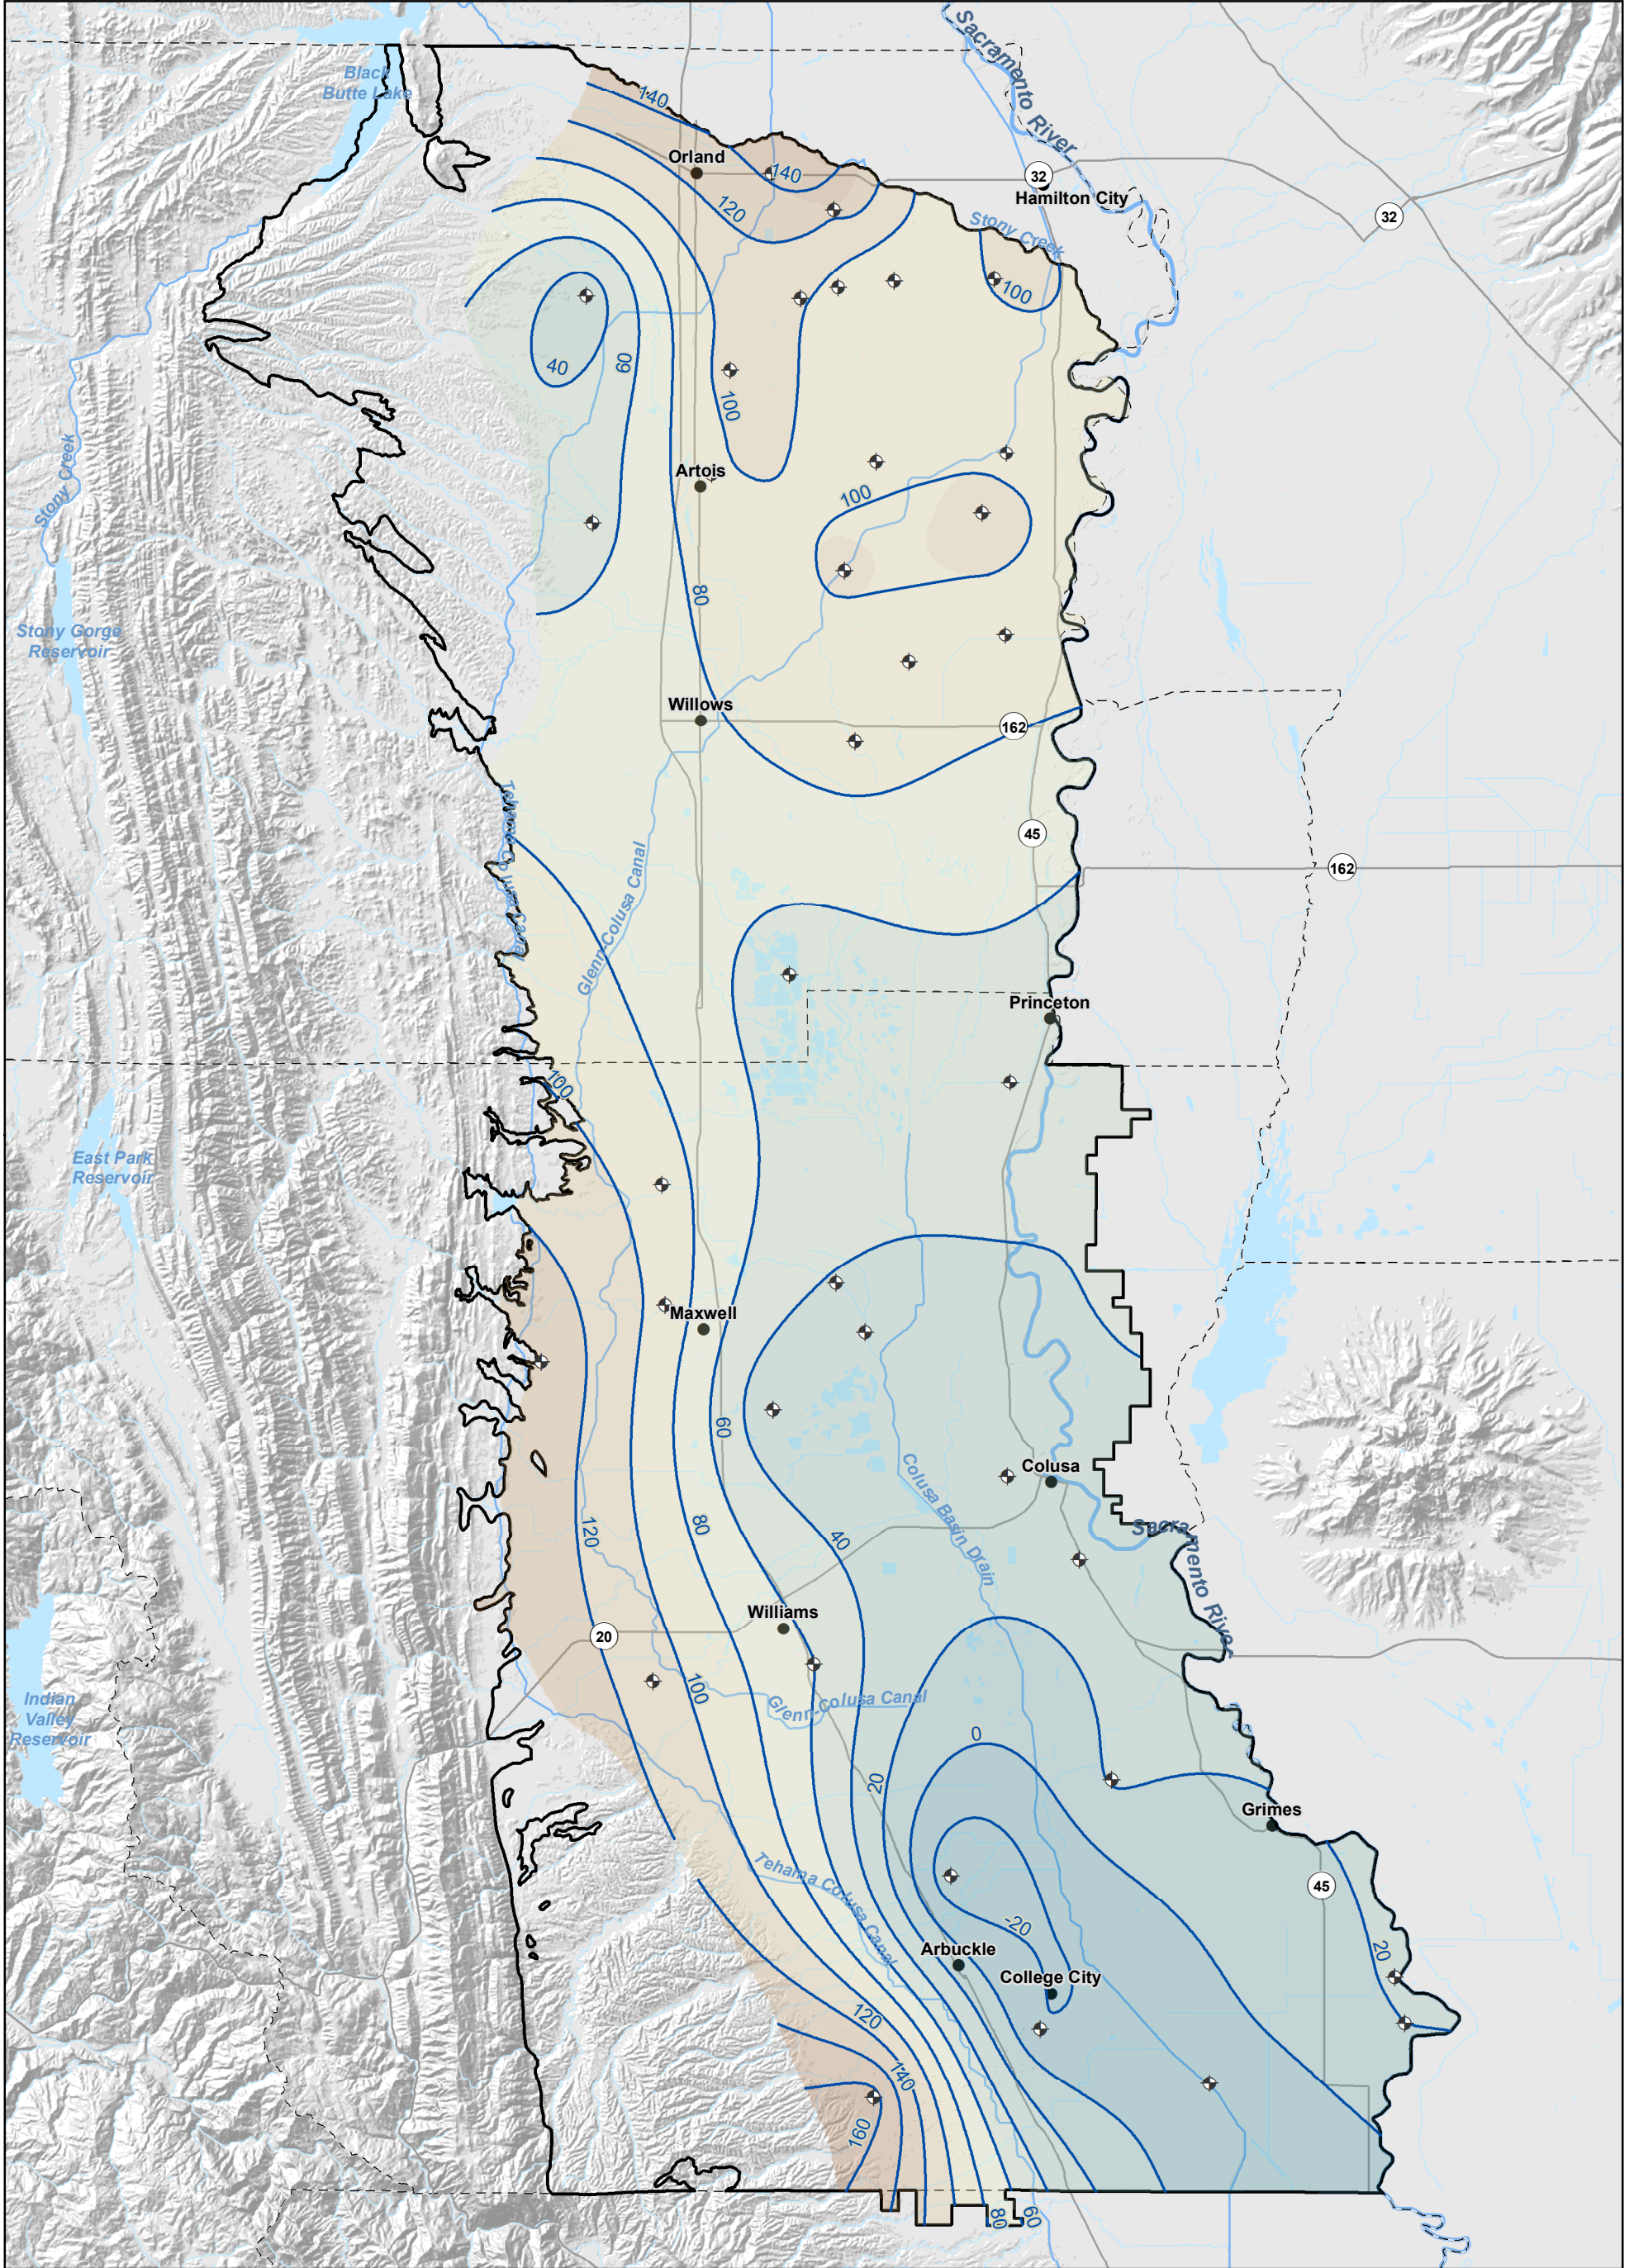 Sacramento River
Black
Butte Lake
140
Orland
140
32
Hamilton City
32
120
Stony Creek
100
40
60
100
Artois
Stony Creek
100
80
Stony Gorge
Reservoir
Willows
162
Tehama Colusa Canal
45
162
Glenn-Colusa Canal
Princeton
100
East Park
Reservoir
Maxwell
60
Colusa
Colusa Basin Drain
120
80
40
Sacramento River
Williams
20
100
Glenn-Colusa Canal
Indian
Valley
Reservoir
0
20
Grimes
Tehama Colusa Canal
45
-20
Arbuckle
20
College City
120
140
160
80
60